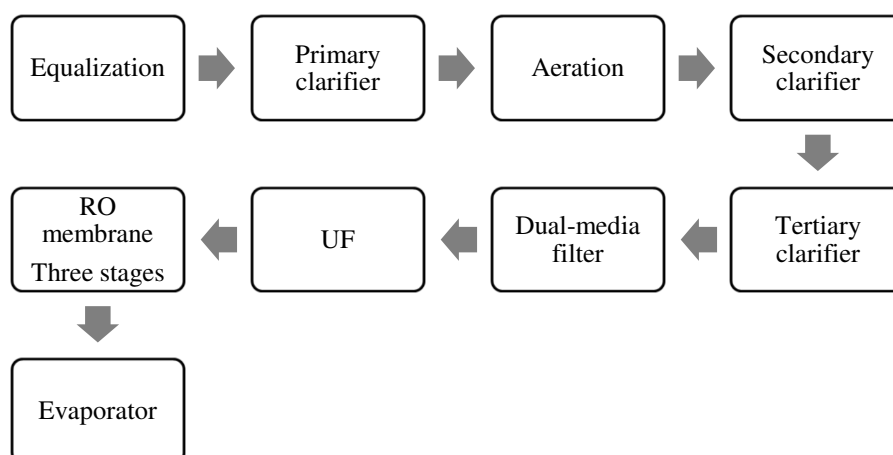 Equalization
Primary
clarifier
Aeration
Secondary
clarifier
Tertiary
clarifier
Dual-media
filter
UF
RO
membrane
Three stages
Evaporator